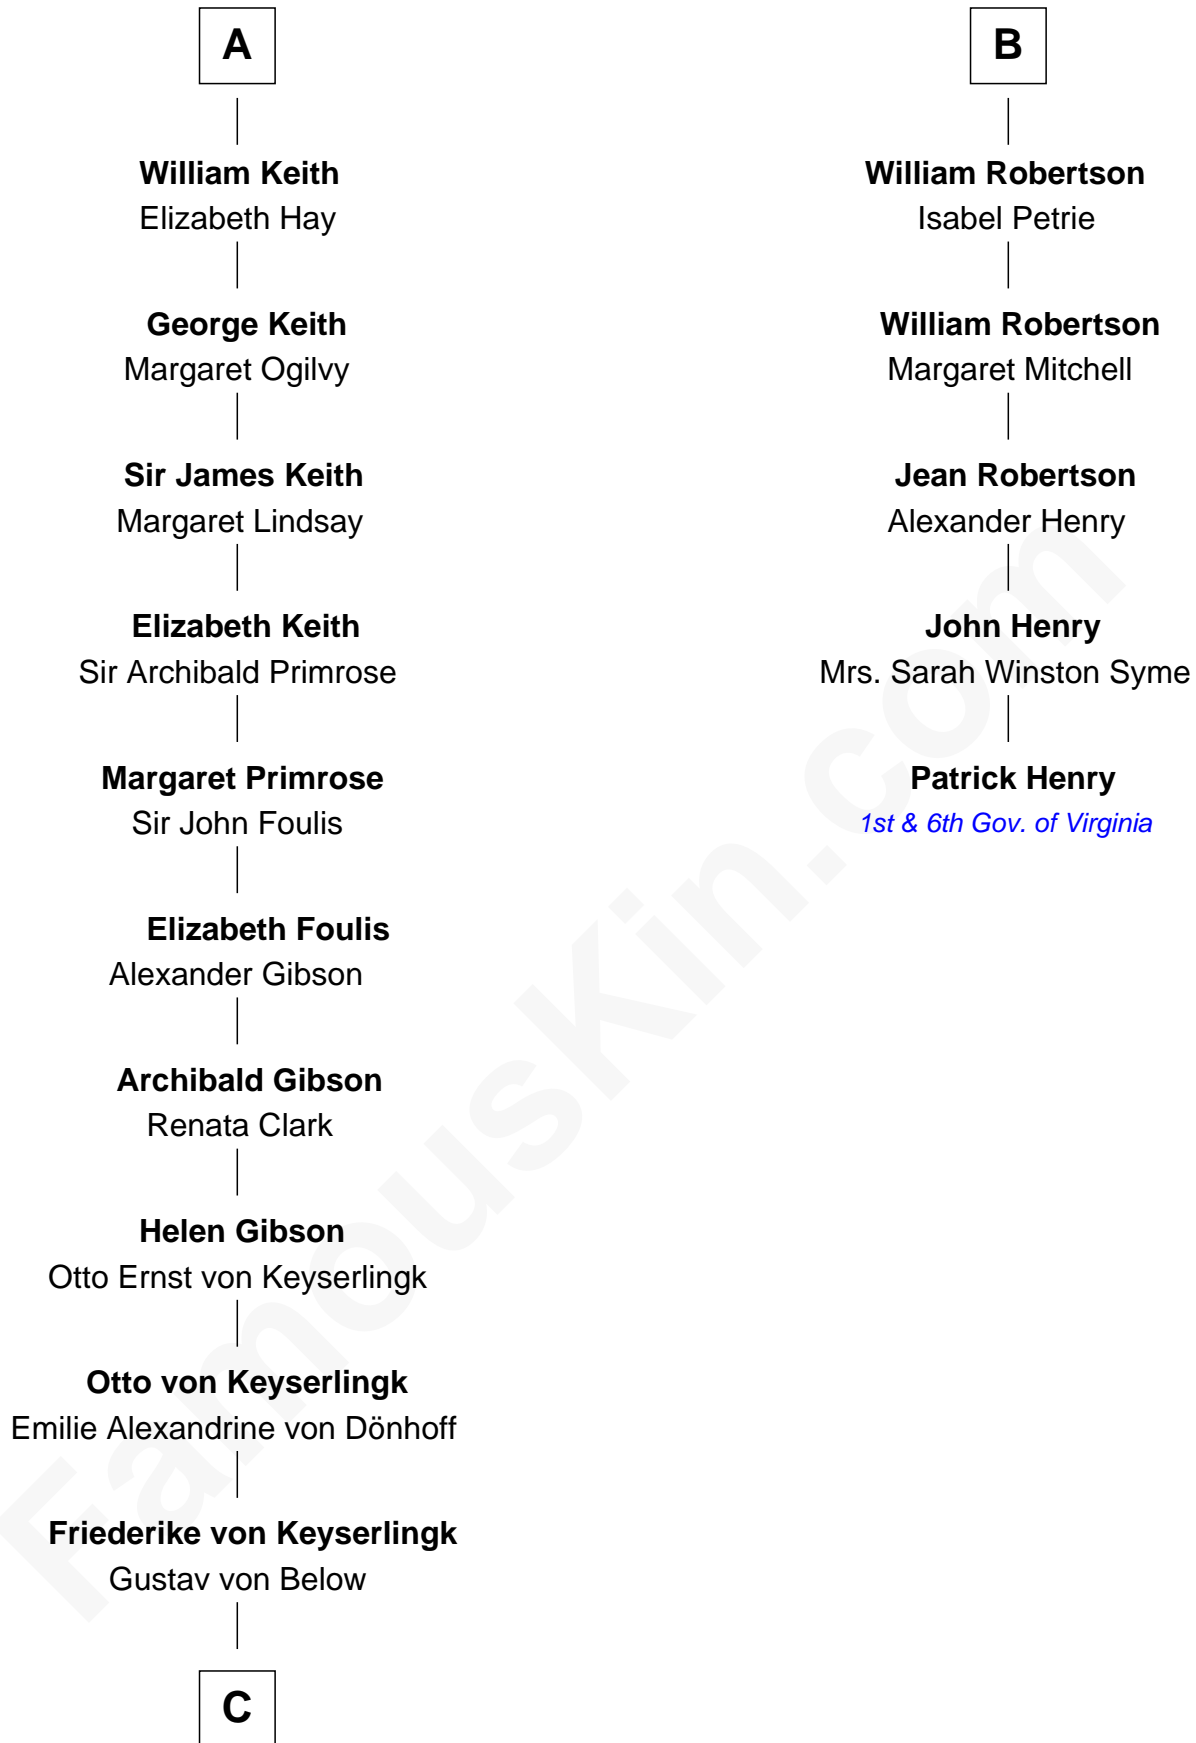 A
William Keith
Elizabeth Hay
George Keith
Margaret Ogilvy
Sir James Keith
Margaret Lindsay
Elizabeth Keith
Sir Archibald Primrose
Margaret Primrose
Sir John Foulis
Elizabeth Foulis
Alexander Gibson
Archibald Gibson
Renata Clark
Helen Gibson
Otto Ernst von Keyserlingk
Otto von Keyserlingk
Emilie Alexandrine von Dönhoff
Friederike von Keyserlingk
Gustav von Below
C
B
William Robertson
Isabel Petrie
William Robertson
Margaret Mitchell
Jean Robertson
Alexander Henry
John Henry
Mrs. Sarah Winston Syme
Patrick Henry
1st & 6th Gov. of Virginia
FamousKin.com